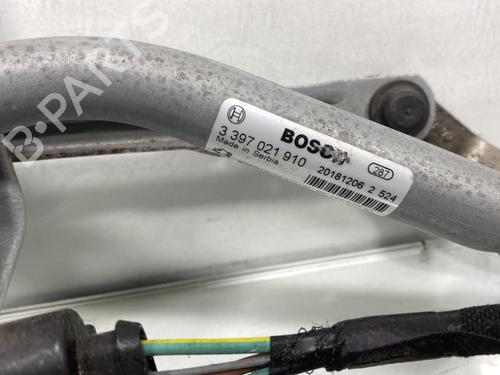 B-PARTS
BOSCH
3 397 021 910
Made in Serbia
287
20181206 2 524